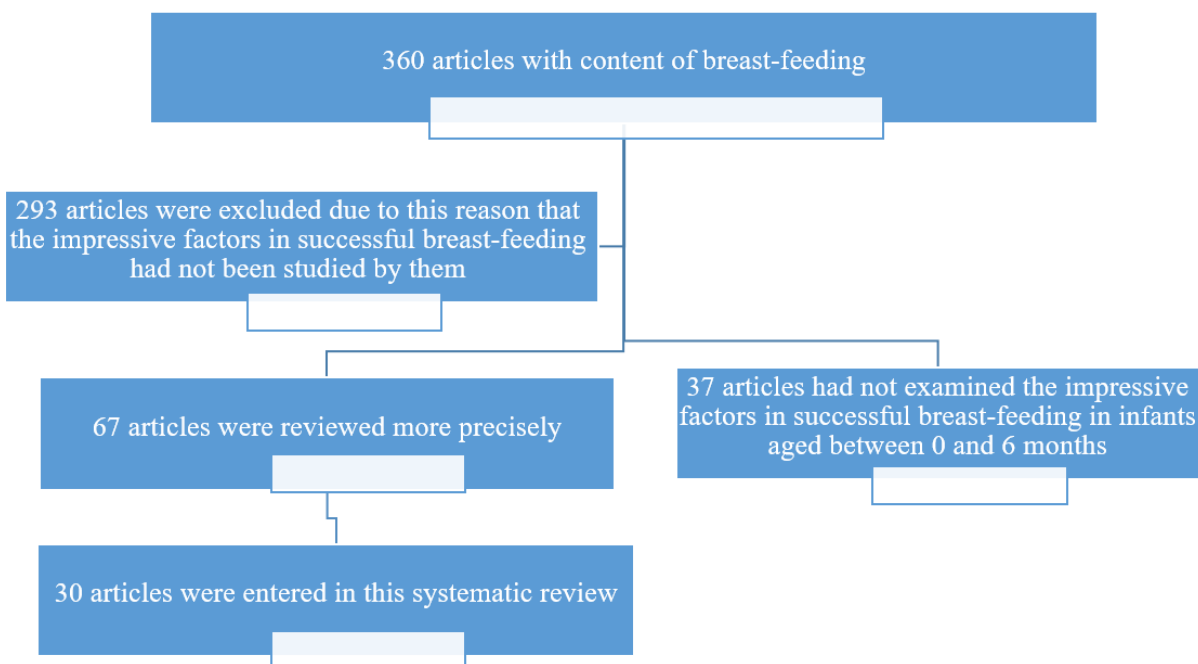 360 articles with content of breast-feeding
293 articles were excluded due to this reason that
the impressive factors in successful breast-feeding
had not been studied by them
67 articles were reviewed more precisely
37 articles had not examined the impressive
factors in successful breast-feeding in infants
aged between 0 and 6 months
30 articles were entered in this systematic review